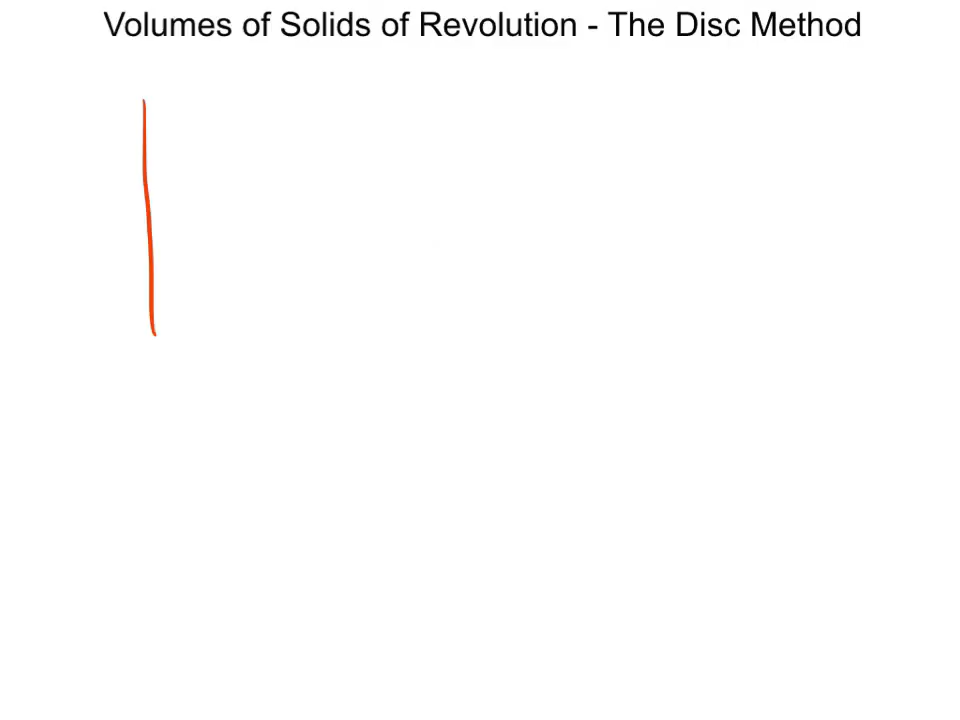 Volumes of Solids of Revolution - The Disc Method